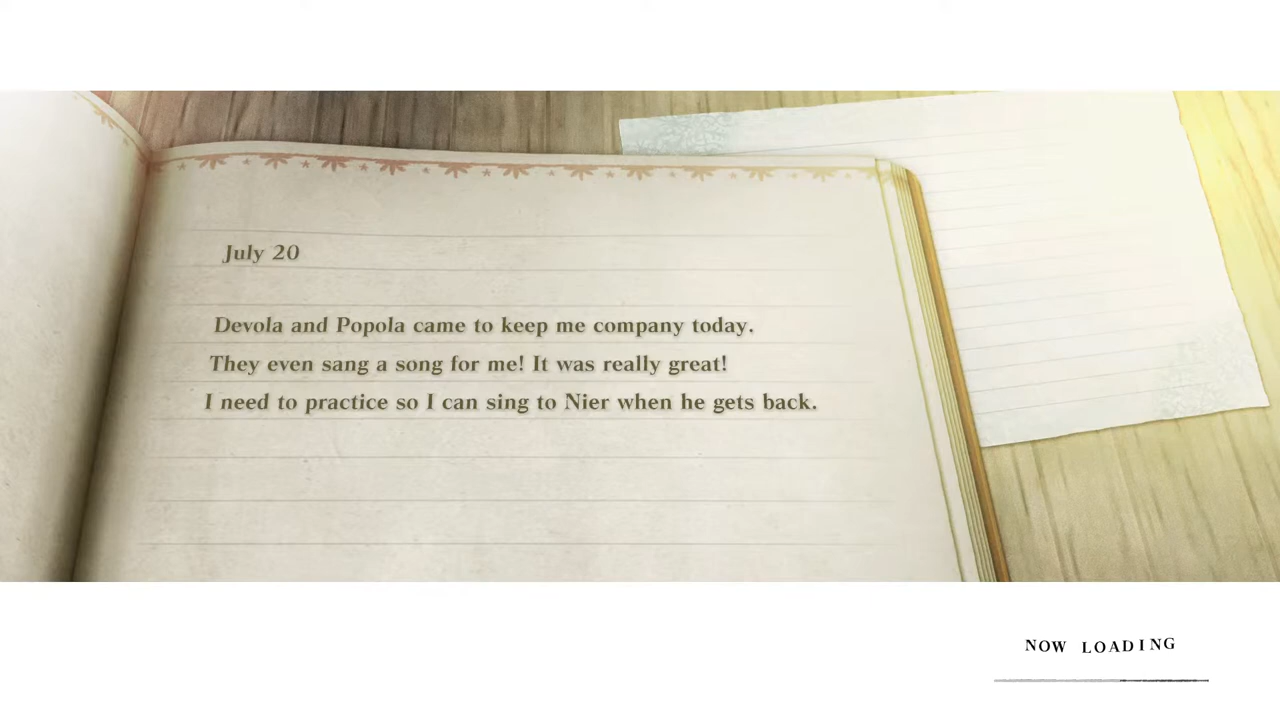 July 20
Devola and Popola came to keep me company today.
They even sang a song for me! It was really great!
I need to practice so I can sing to Nier when he gets back.
NOW LOADING